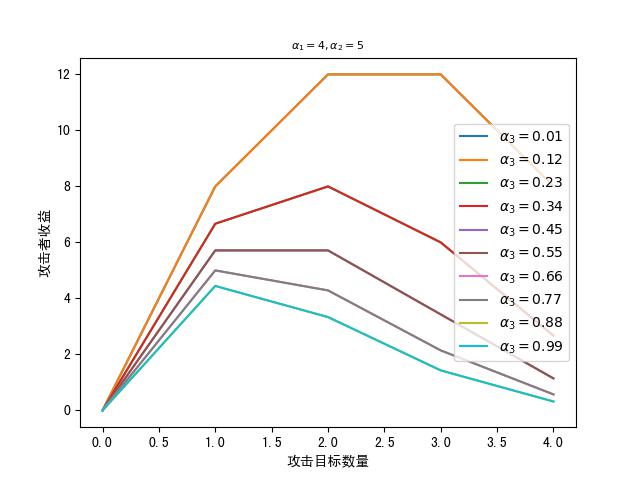 α₁ = 4, α₂ = 5
攻击者收益
12
10
8
6
4
2
0
α₃ = 0.01
α₃ = 0.12
α₃ = 0.23
α₃ = 0.34
α₃ = 0.45
α₃ = 0.55
α₃ = 0.66
α₃ = 0.77
α₃ = 0.88
α₃ = 0.99
0.0 0.5 1.0 1.5 2.0 2.5 3.0 3.5 4.0
攻击目标数量